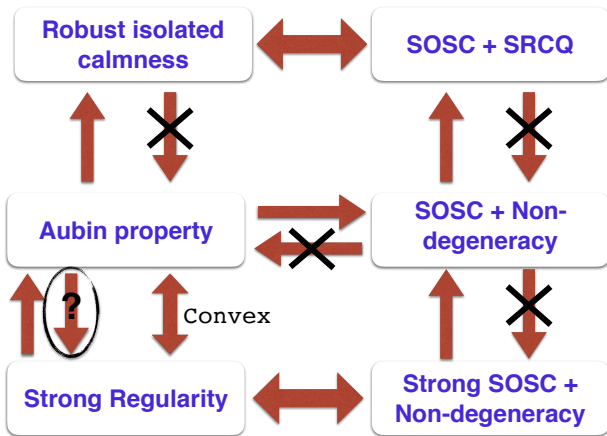 Robust isolated
calmness
SOSC + SRCQ
Aubin property
SOSC + Non-
degeneracy
?
Convex
Strong Regularity
Strong SOSC +
Non-degeneracy